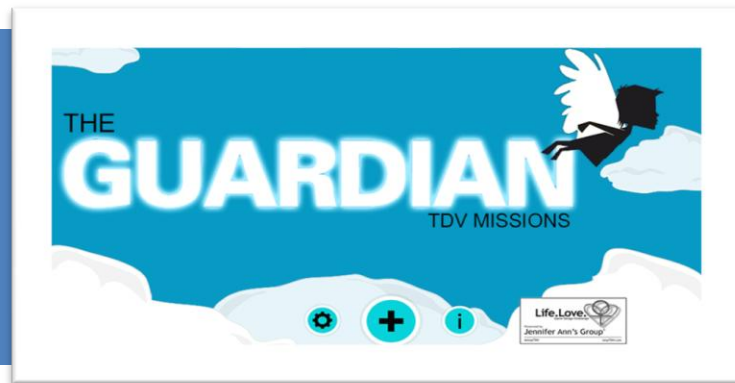 THE
GUARDIAN
TDV MISSIONS
i
Life.Love.
Jennifer Ann's Group